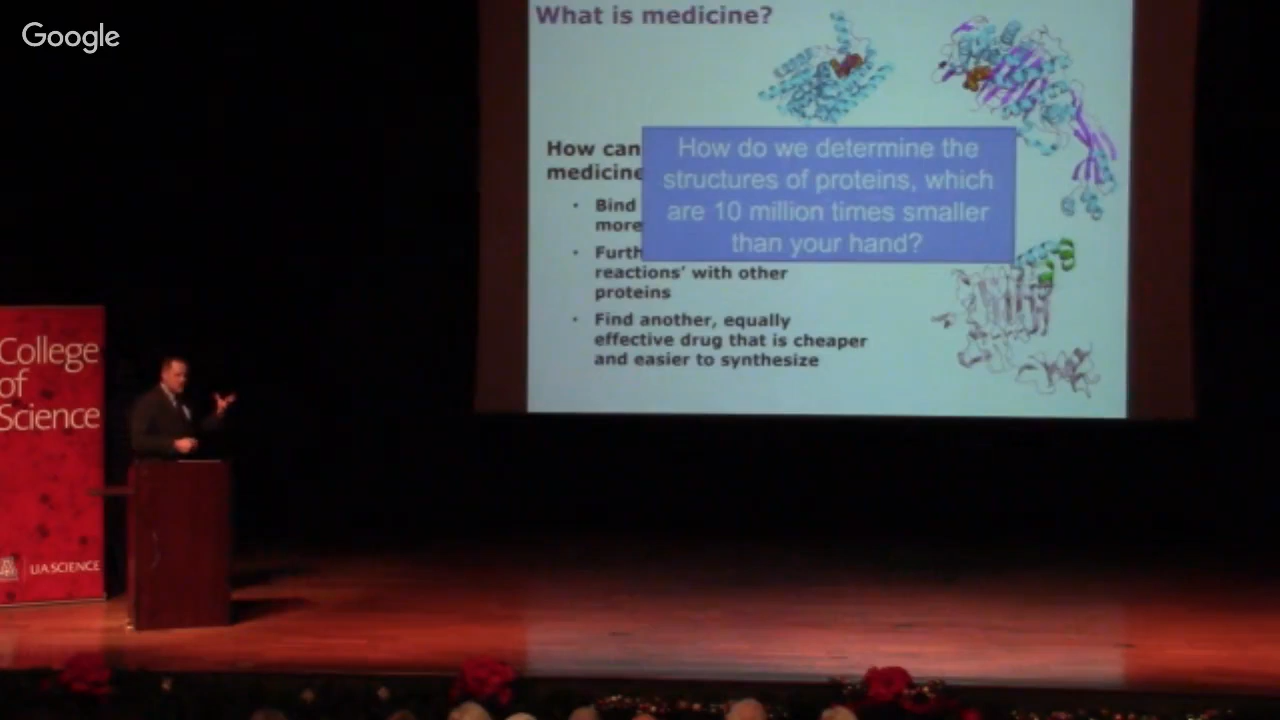 Google
What is medicine?
How can
medicine
How do we determine the
structures of proteins, which
are 10 million times smaller
than your hand?
• Bind
more
• Furth
reactions’ with other
proteins
• Find another, equally
effective drug that is cheaper
and easier to synthesize
College
of
Science
A
UA SCIENCE